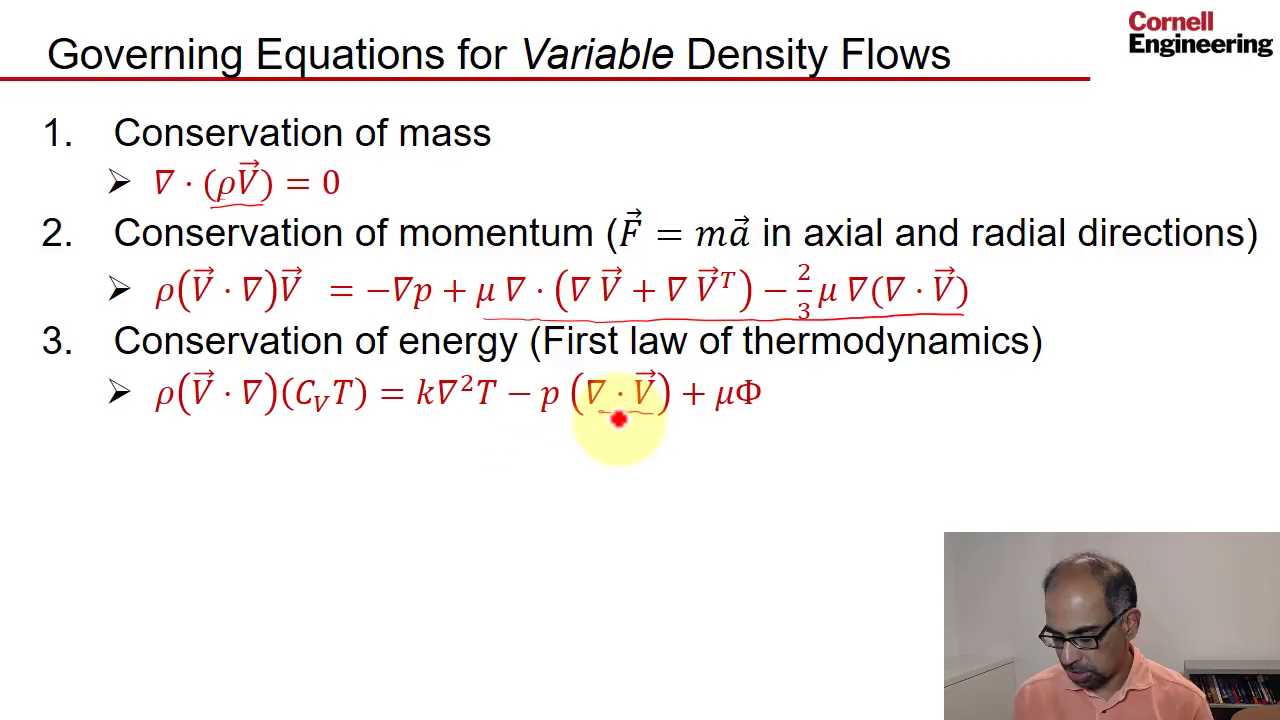 Cornell
Engineering
Governing Equations for Variable Density Flows
1. Conservation of mass
➢ ∇ · (ρV⃗) = 0
2. Conservation of momentum (F⃗ = ma⃗ in axial and radial directions)
➢ ρ(V⃗ · ∇)V⃗ = −∇p + μ ∇ · (∇ V⃗ + ∇ V⃗ᵀ) − 2/3 μ ∇(∇ · V⃗)
3. Conservation of energy (First law of thermodynamics)
➢ ρ(V⃗ · ∇)(C_V T) = k∇²T − p (∇ · V⃗) + μΦ